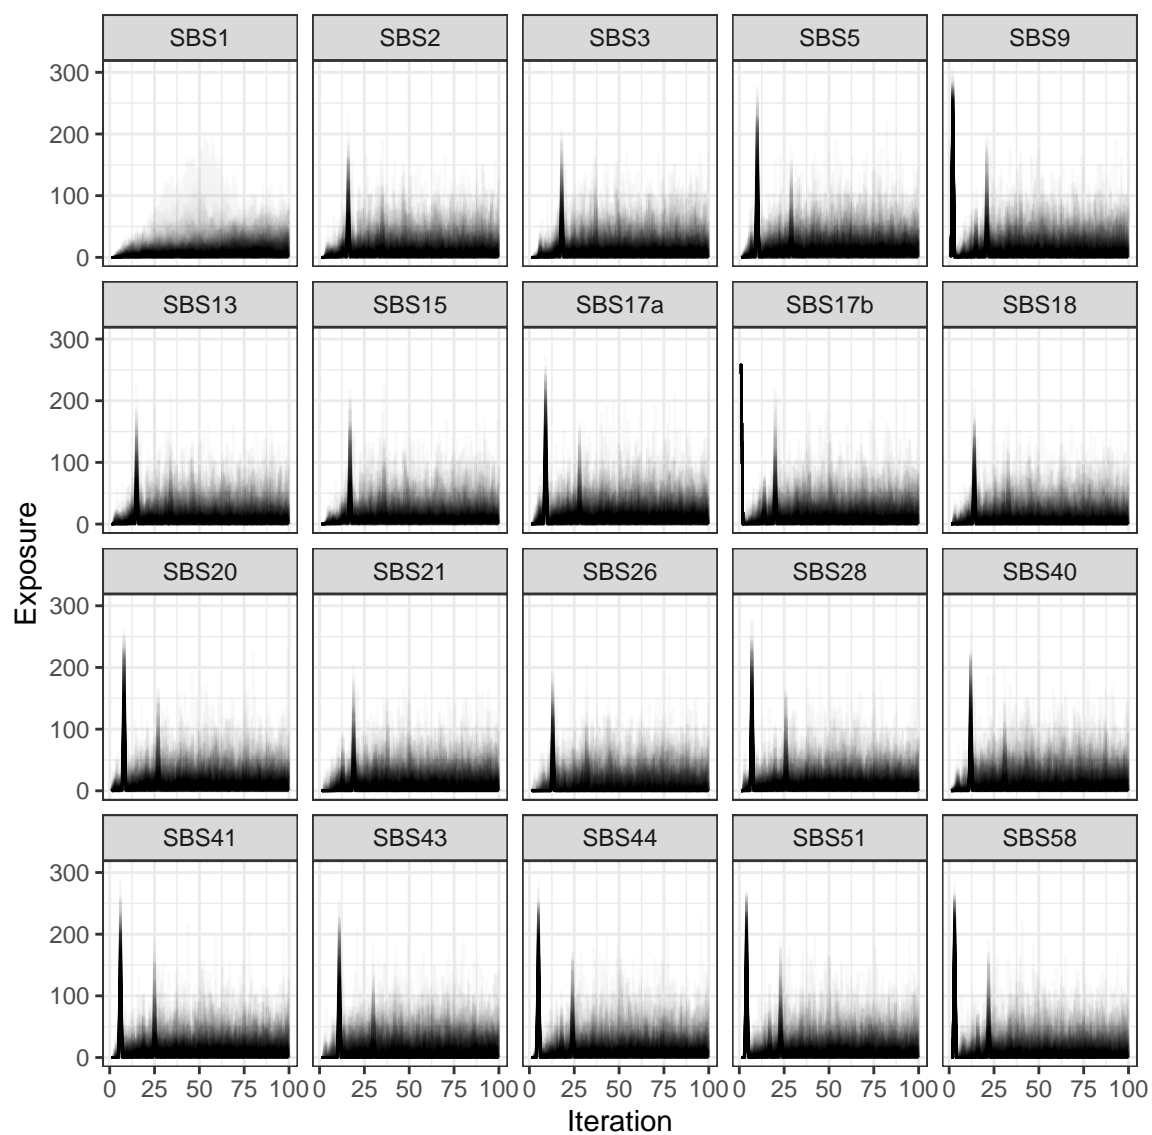 SBS1 SBS2 SBS3 SBS5 SBS9
300
200
100
0
SBS13 SBS15 SBS17a SBS17b SBS18
300
200
100
0
Exposure
SBS20 SBS21 SBS26 SBS28 SBS40
300
200
100
0
SBS41 SBS43 SBS44 SBS51 SBS58
300
200
100
0
0 25 50 75 100 0 25 50 75 100 0 25 50 75 100 0 25 50 75 100 0 25 50 75 100
Iteration